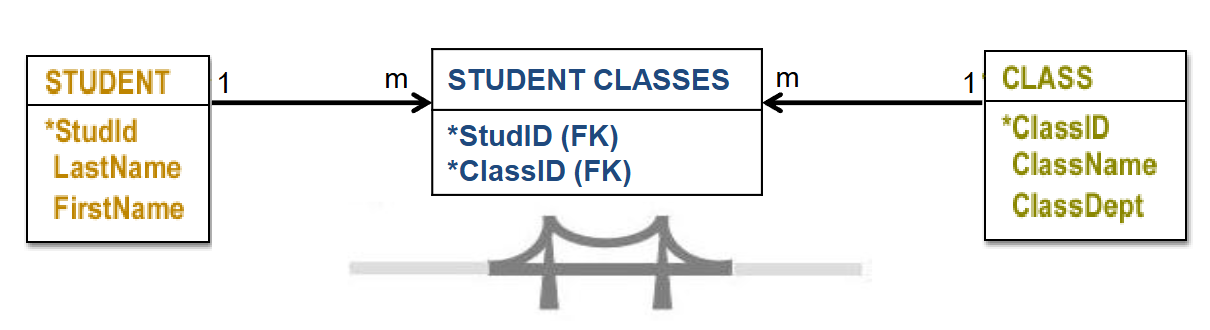 STUDENT
*StudId
LastName
FirstName
1
m
STUDENT CLASSES
*StudID (FK)
*ClassID (FK)
m
1
CLASS
*ClassID
ClassName
ClassDept